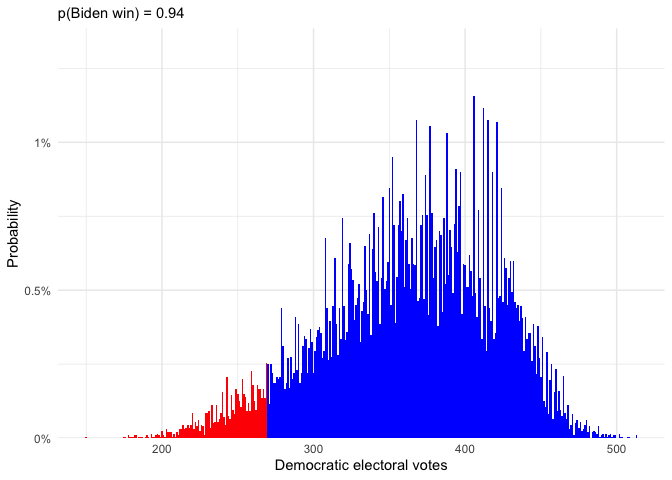 p(Biden win) = 0.94
Probability
1%
0.5%
0%
200 300 400 500
Democratic electoral votes